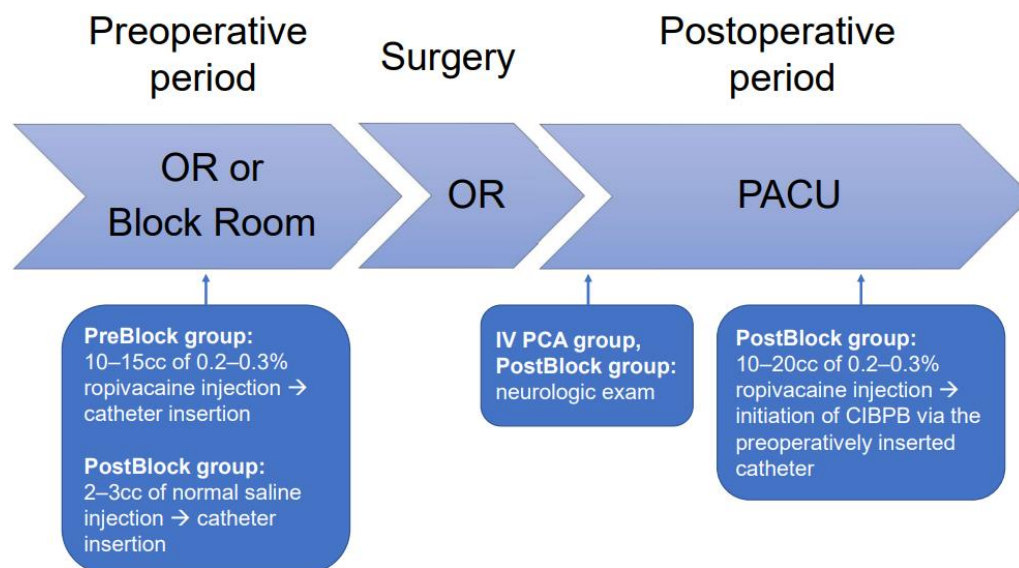 Preoperative
period
Surgery
Postoperative
period
OR or
Block Room
OR
PACU
PreBlock group:
10–15cc of 0.2–0.3%
ropivacaine injection →
catheter insertion
PostBlock group:
2–3cc of normal saline
injection → catheter
insertion
IV PCA group,
PostBlock group:
neurologic exam
PostBlock group:
10–20cc of 0.2–0.3%
ropivacaine injection →
initiation of CIBPB via the
preoperatively inserted
catheter